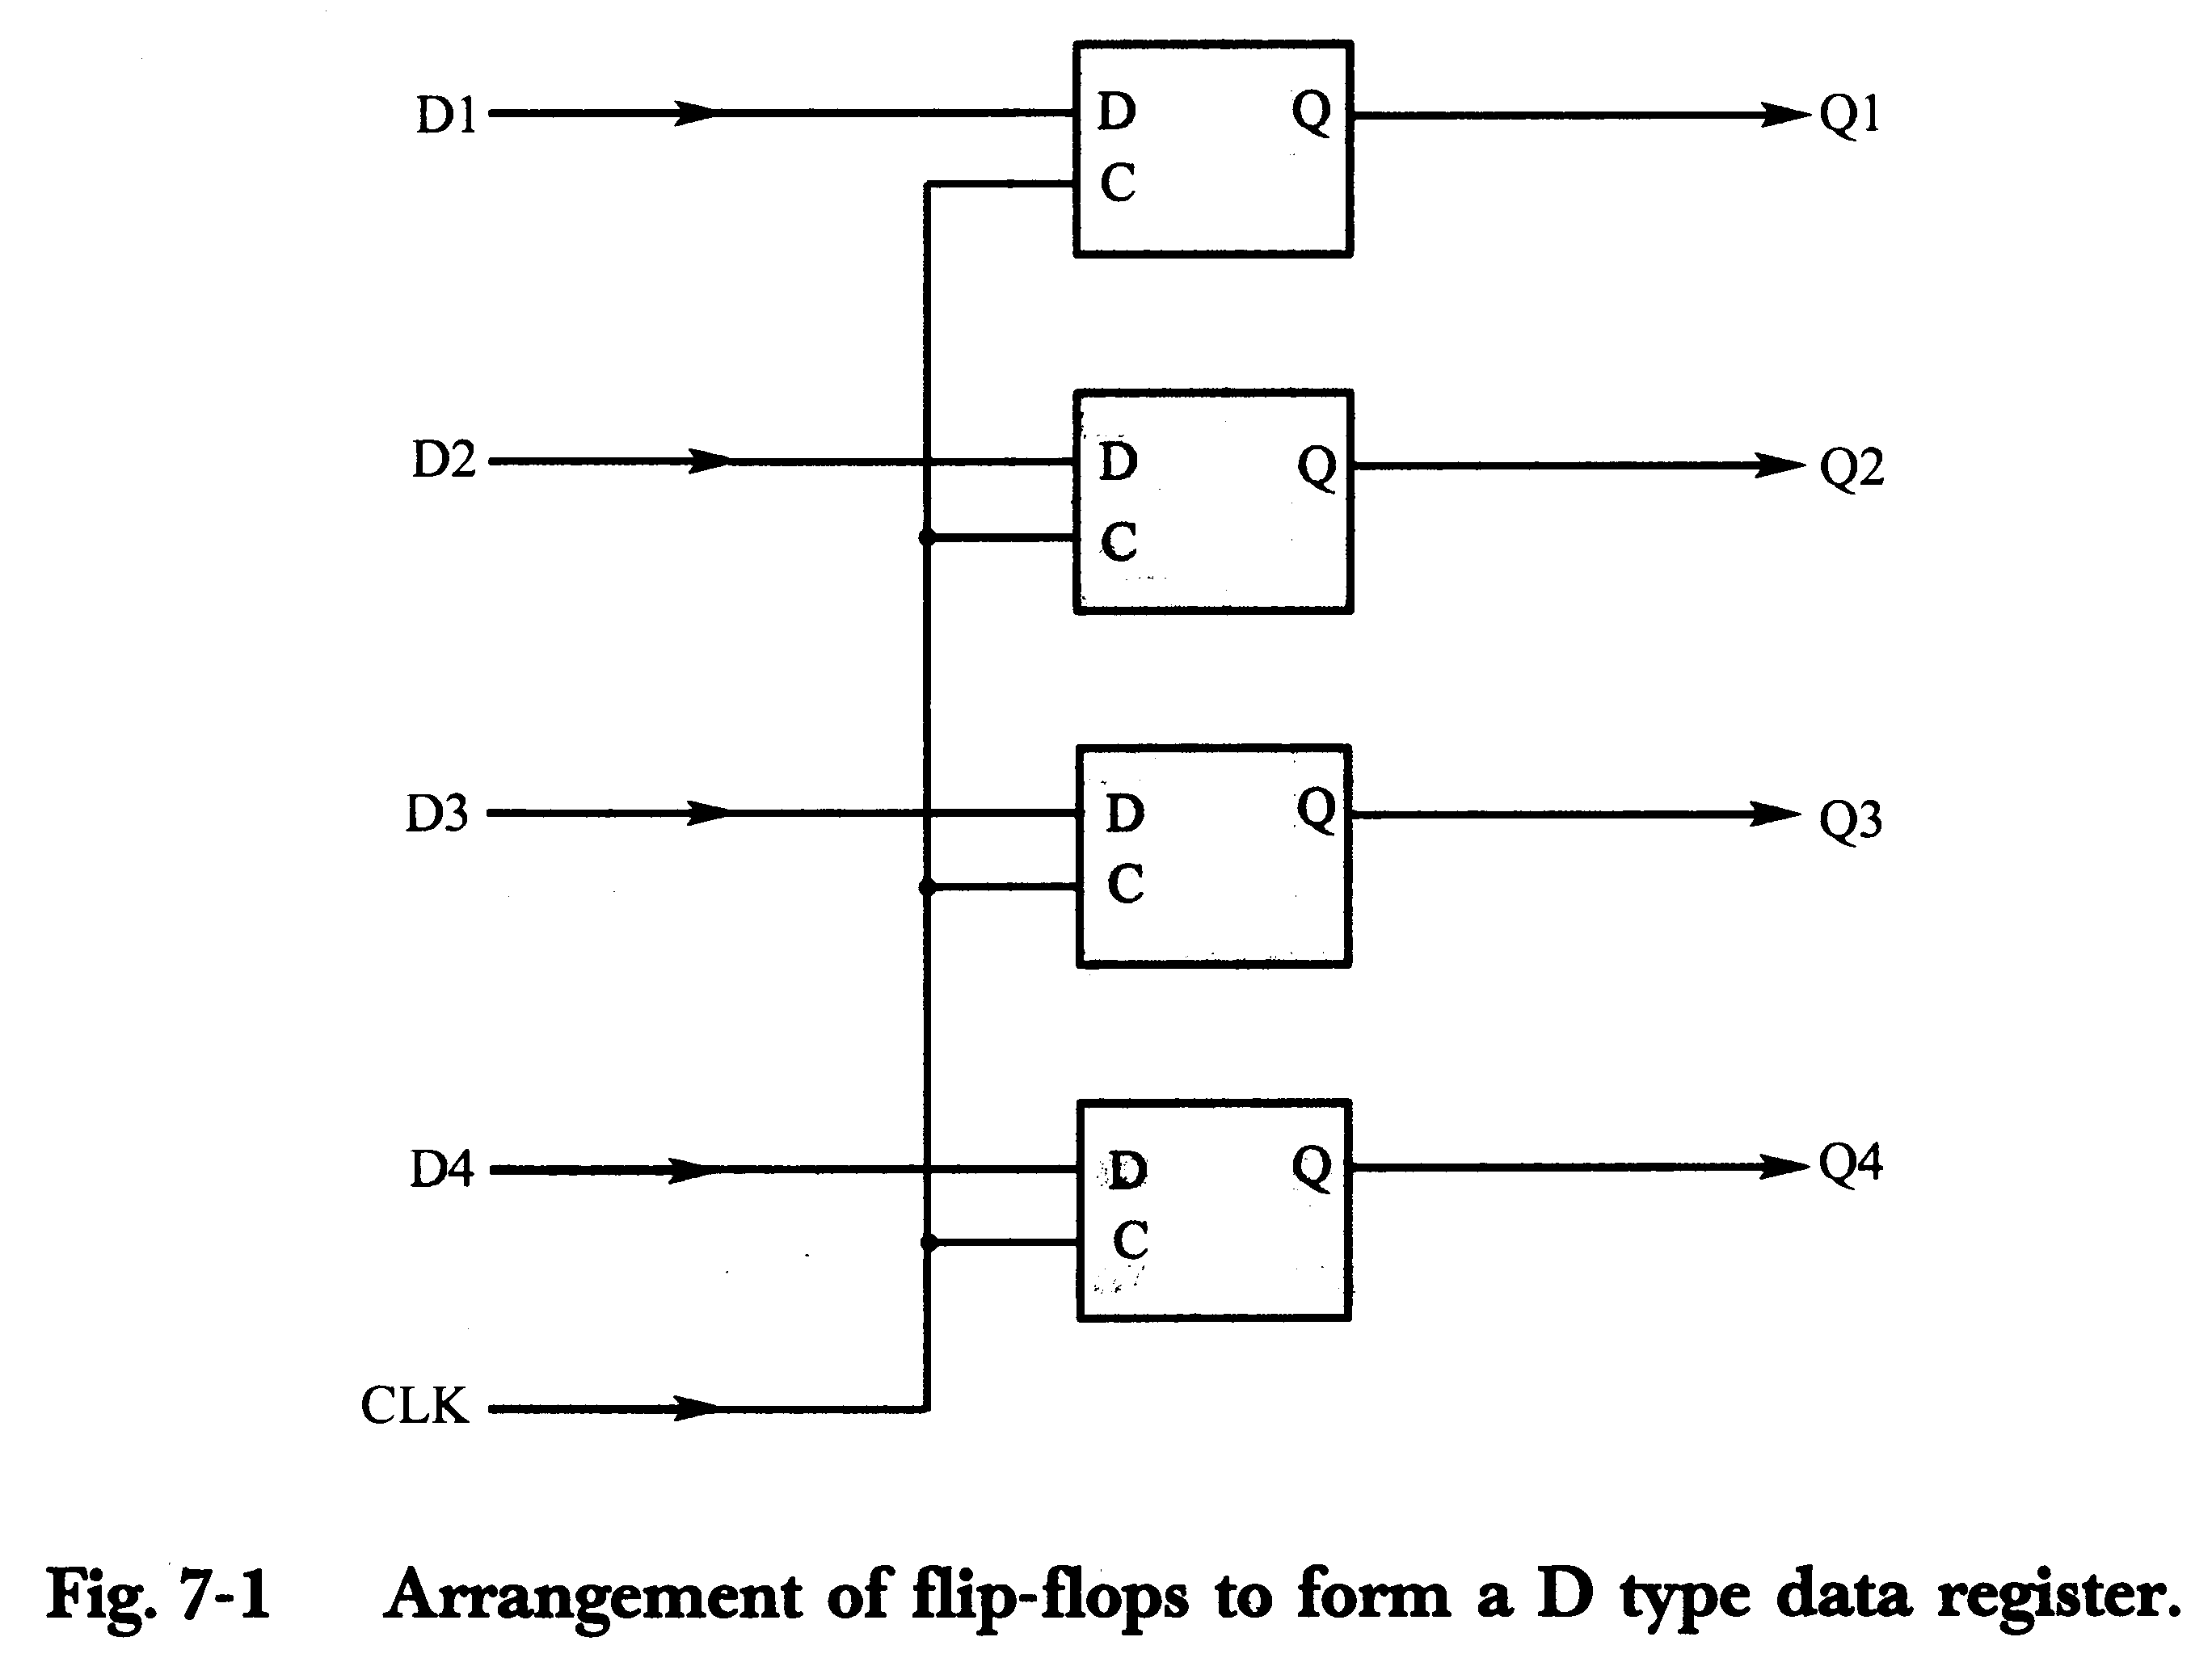 D1 D Q Q1
C
D2 D Q Q2
C
D3 D Q Q3
C
D4 D Q Q4
C
CLK
Fig. 7-1 Arrangement of flip-flops to form a D type data register.